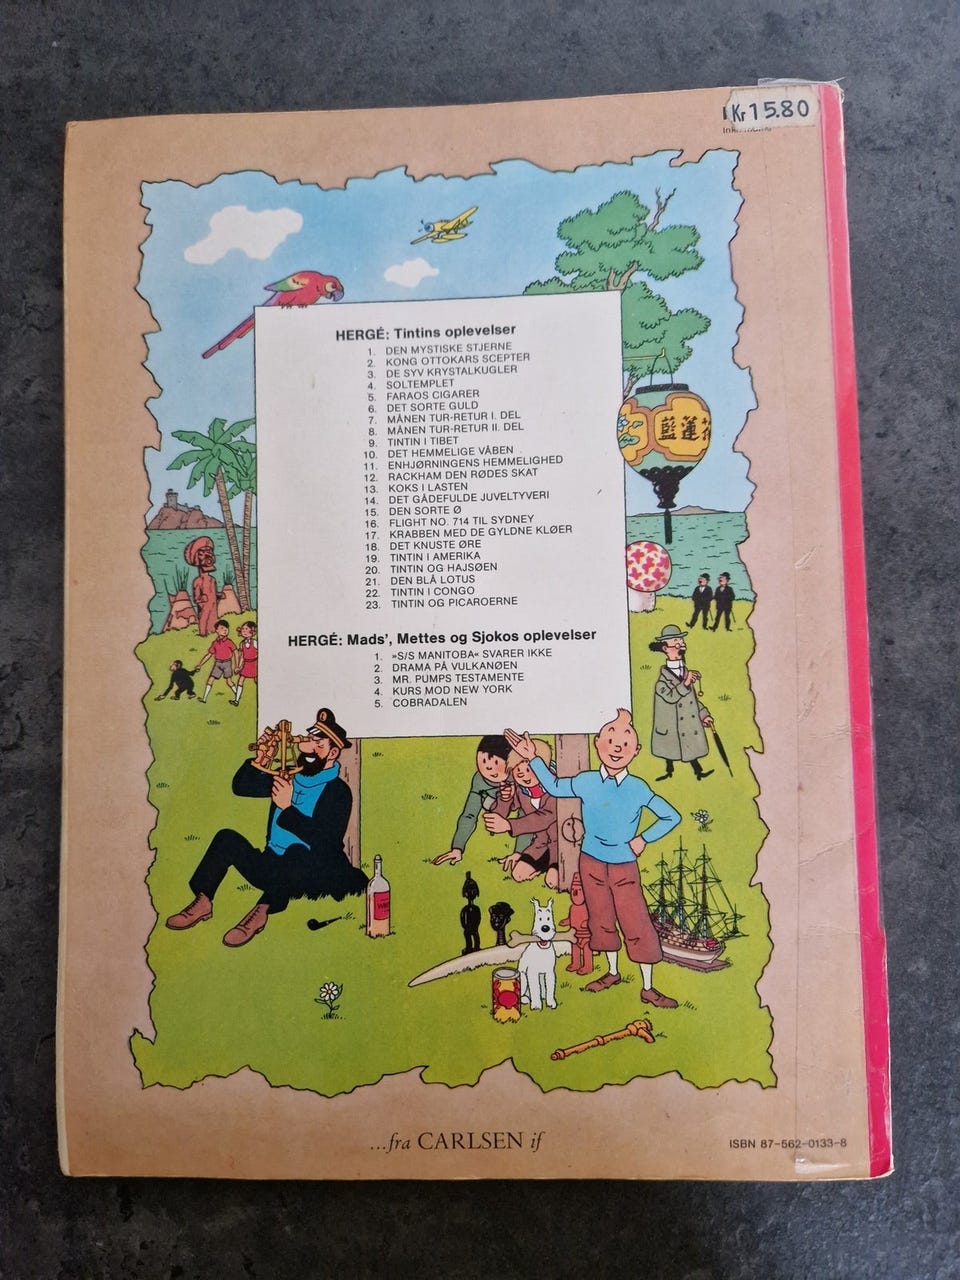 Kr 15.80
HERGÉ: Tintins oplevelser
1. DEN MYSTISKE STJERNE
2. KONG OTTOKARS SCEPTER
3. DE SYV KRYSTALKUGLER
4. SOLTEMPLET
5. FARAOS CIGARER
6. DET SORTE GULD
7. MÅNEN TUR-RETUR I. DEL
8. MÅNEN TUR-RETUR II. DEL
9. TINTIN I TIBET
10. DET HEMMELIGE VÅBEN
11. ENHJØRNINGENS HEMMELIGHED
12. RACKHAM DEN RØDES SKAT
13. KOKS I LASTEN
14. DET GÅDEFULDE JUVELTYVERI
15. DEN SORTE Ø
16. FLIGHT NO. 714 TIL SYDNEY
17. KRABBEN MED DE GYLDNE KLØER
18. DET KNUSTE ØRE
19. TINTIN I AMERIKA
20. TINTIN OG HAJSØEN
21. DEN BLÅ LOTUS
22. TINTIN I CONGO
23. TINTIN OG PICAROERNE
藍蓮
HERGÉ: Mads', Mettes og Sjokos oplevelser
1. »S/S MANITOBA« SVARER IKKE
2. DRAMA PÅ VULKANØEN
3. MR. PUMPS TESTAMENTE
4. KURS MOD NEW YORK
5. COBRADALEN
...fra CARLSEN if
ISBN 87-562-0133-8